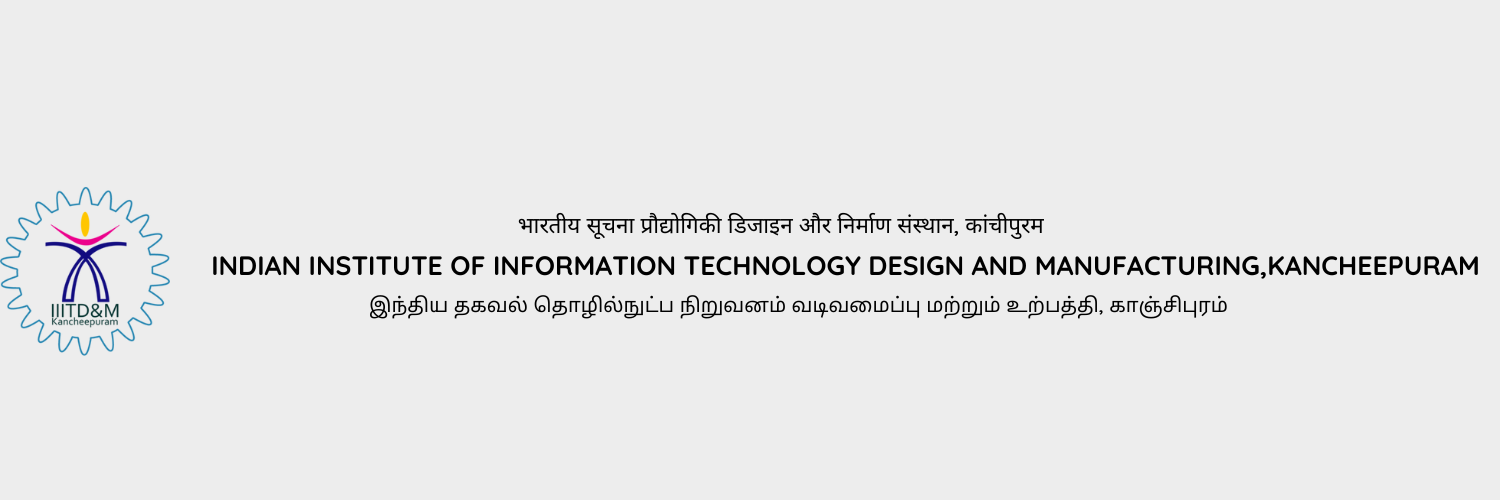 भारतीय सूचना प्रौद्योगिकी डिजाइन और निर्माण संस्थान, कांचीपुरम
INDIAN INSTITUTE OF INFORMATION TECHNOLOGY DESIGN AND MANUFACTURING,KANCHEEPURAM
இந்திய தகவல் தொழில்நுட்ப நிறுவனம் வடிவமைப்பு மற்றும் உற்பத்தி, காஞ்சிபுரம்
IIITD&M
Kancheepuram